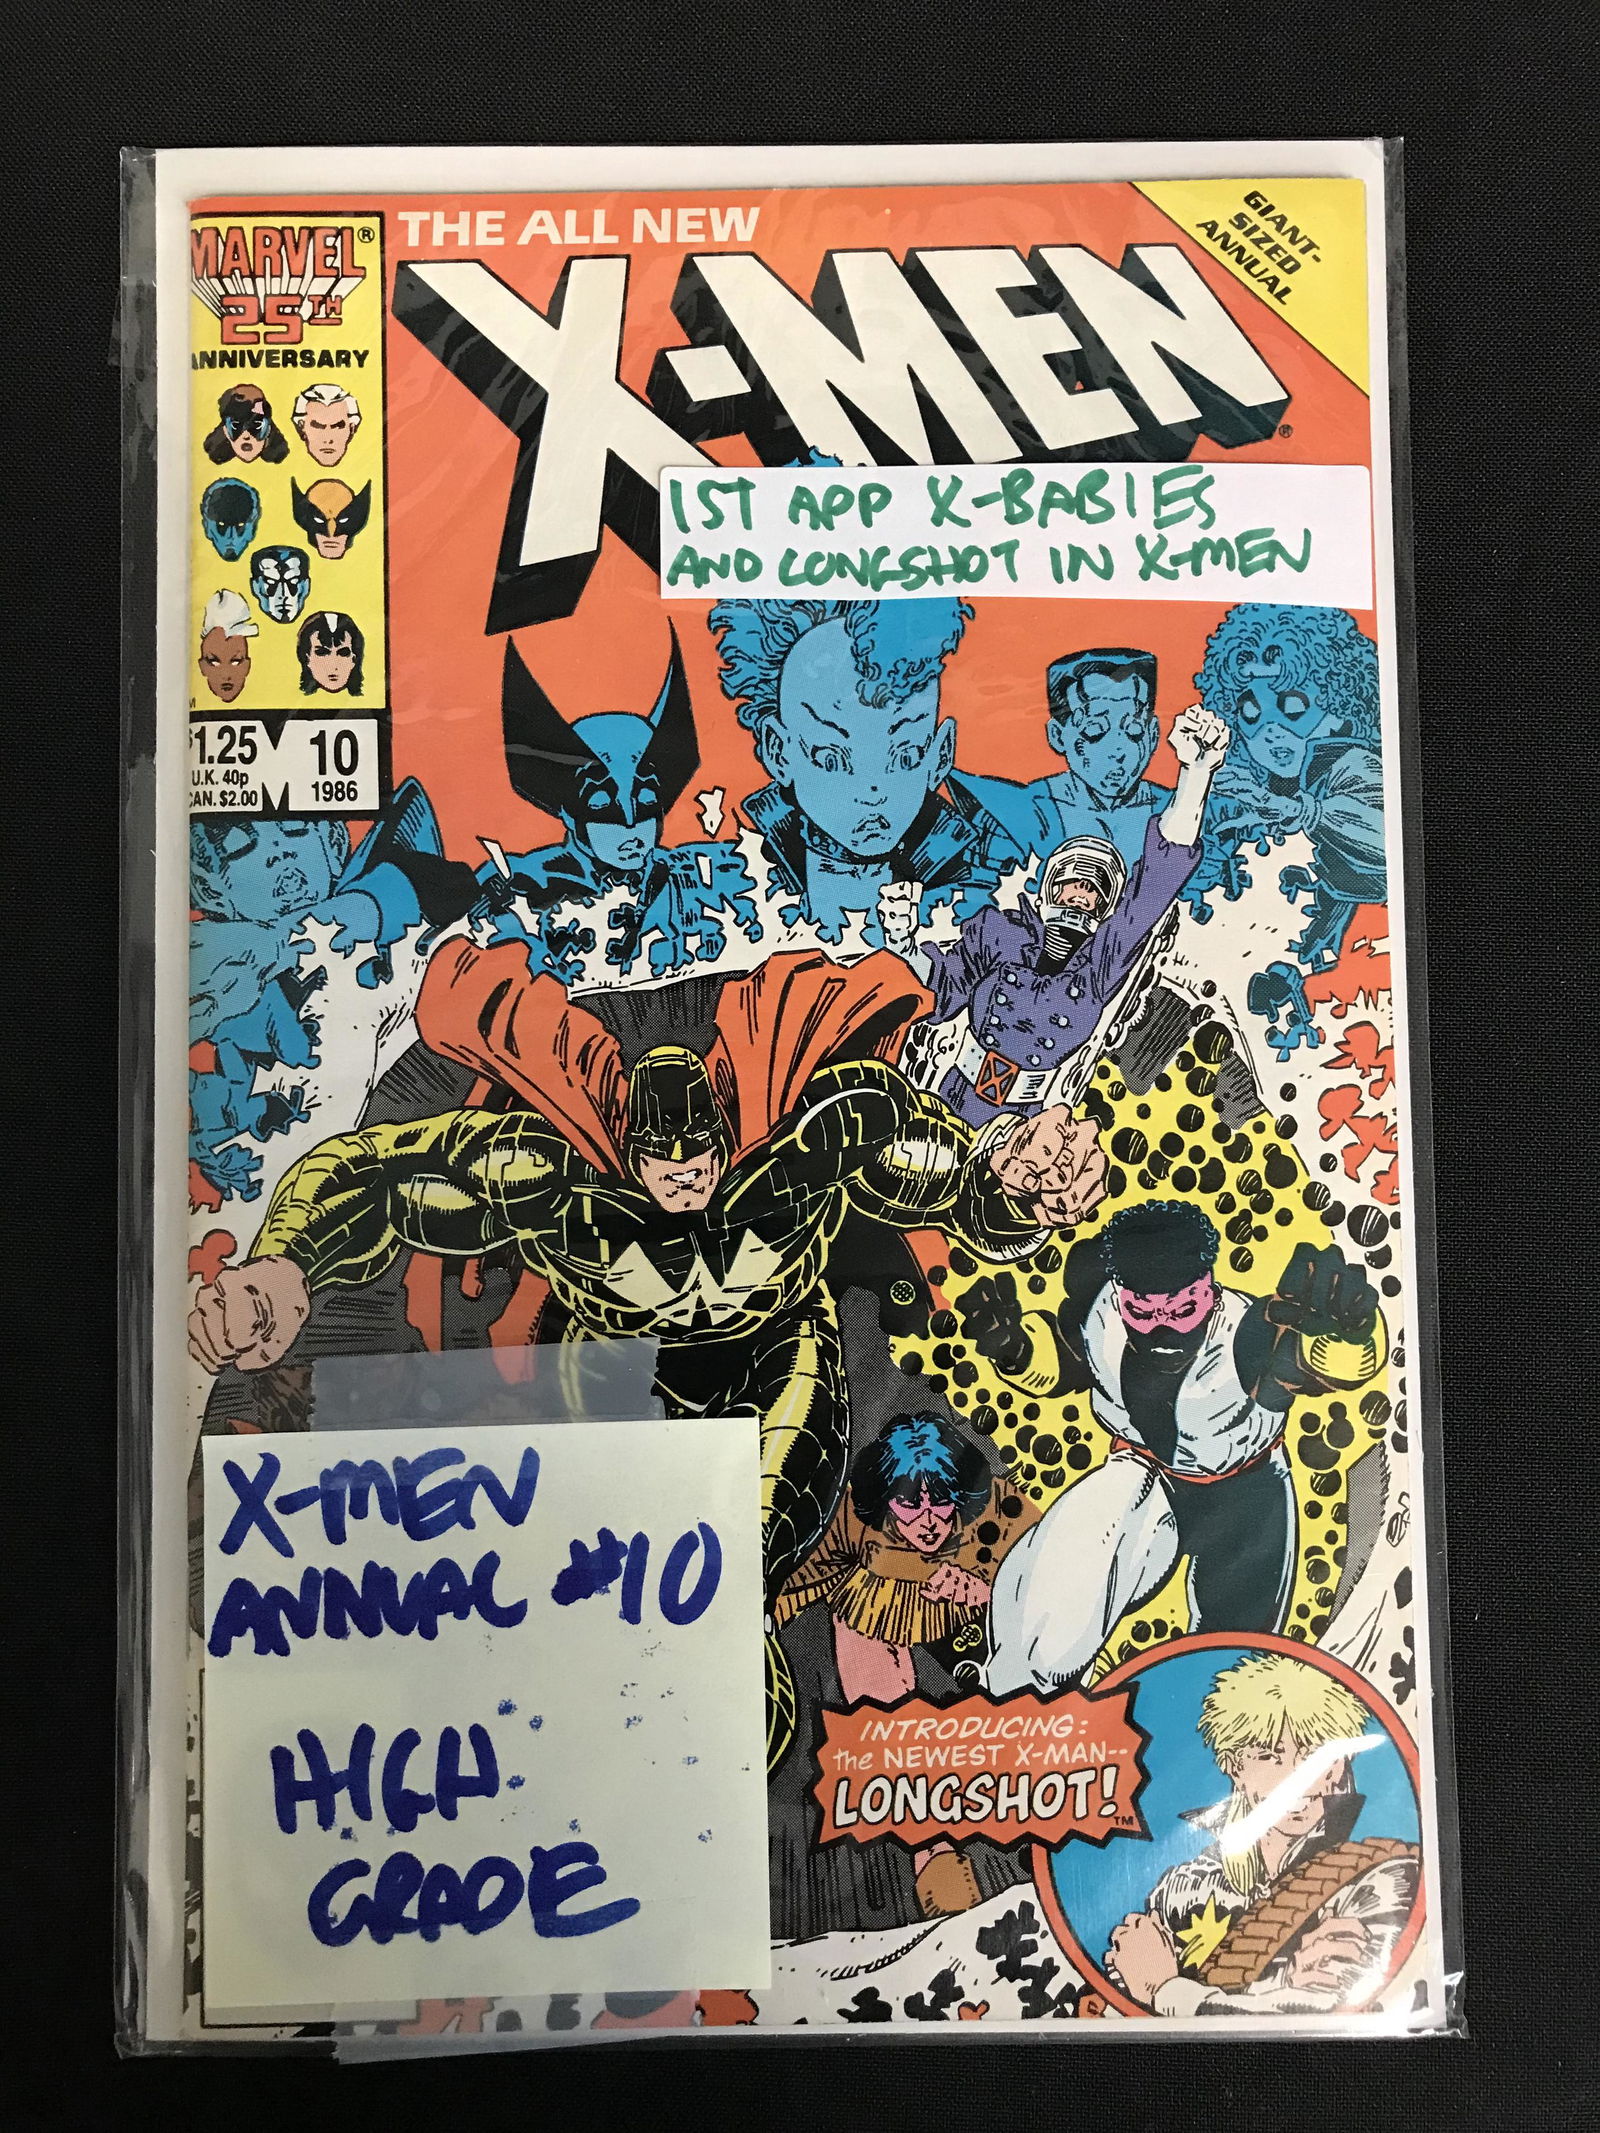 THE ALL NEW
X-MEN®
GIANT-
SIZED
ANNUAL
MARVEL®
25TH
ANNIVERSARY
1ST APP X-BABIES
AND LONGSHOT IN X-MEN
$1.25
U.K. 40p
CAN. $2.00
10
1986
X-MEN
ANNUAL #10
HIGH
GRADE
INTRODUCING:
the NEWEST X-MAN--
LONGSHOT!™